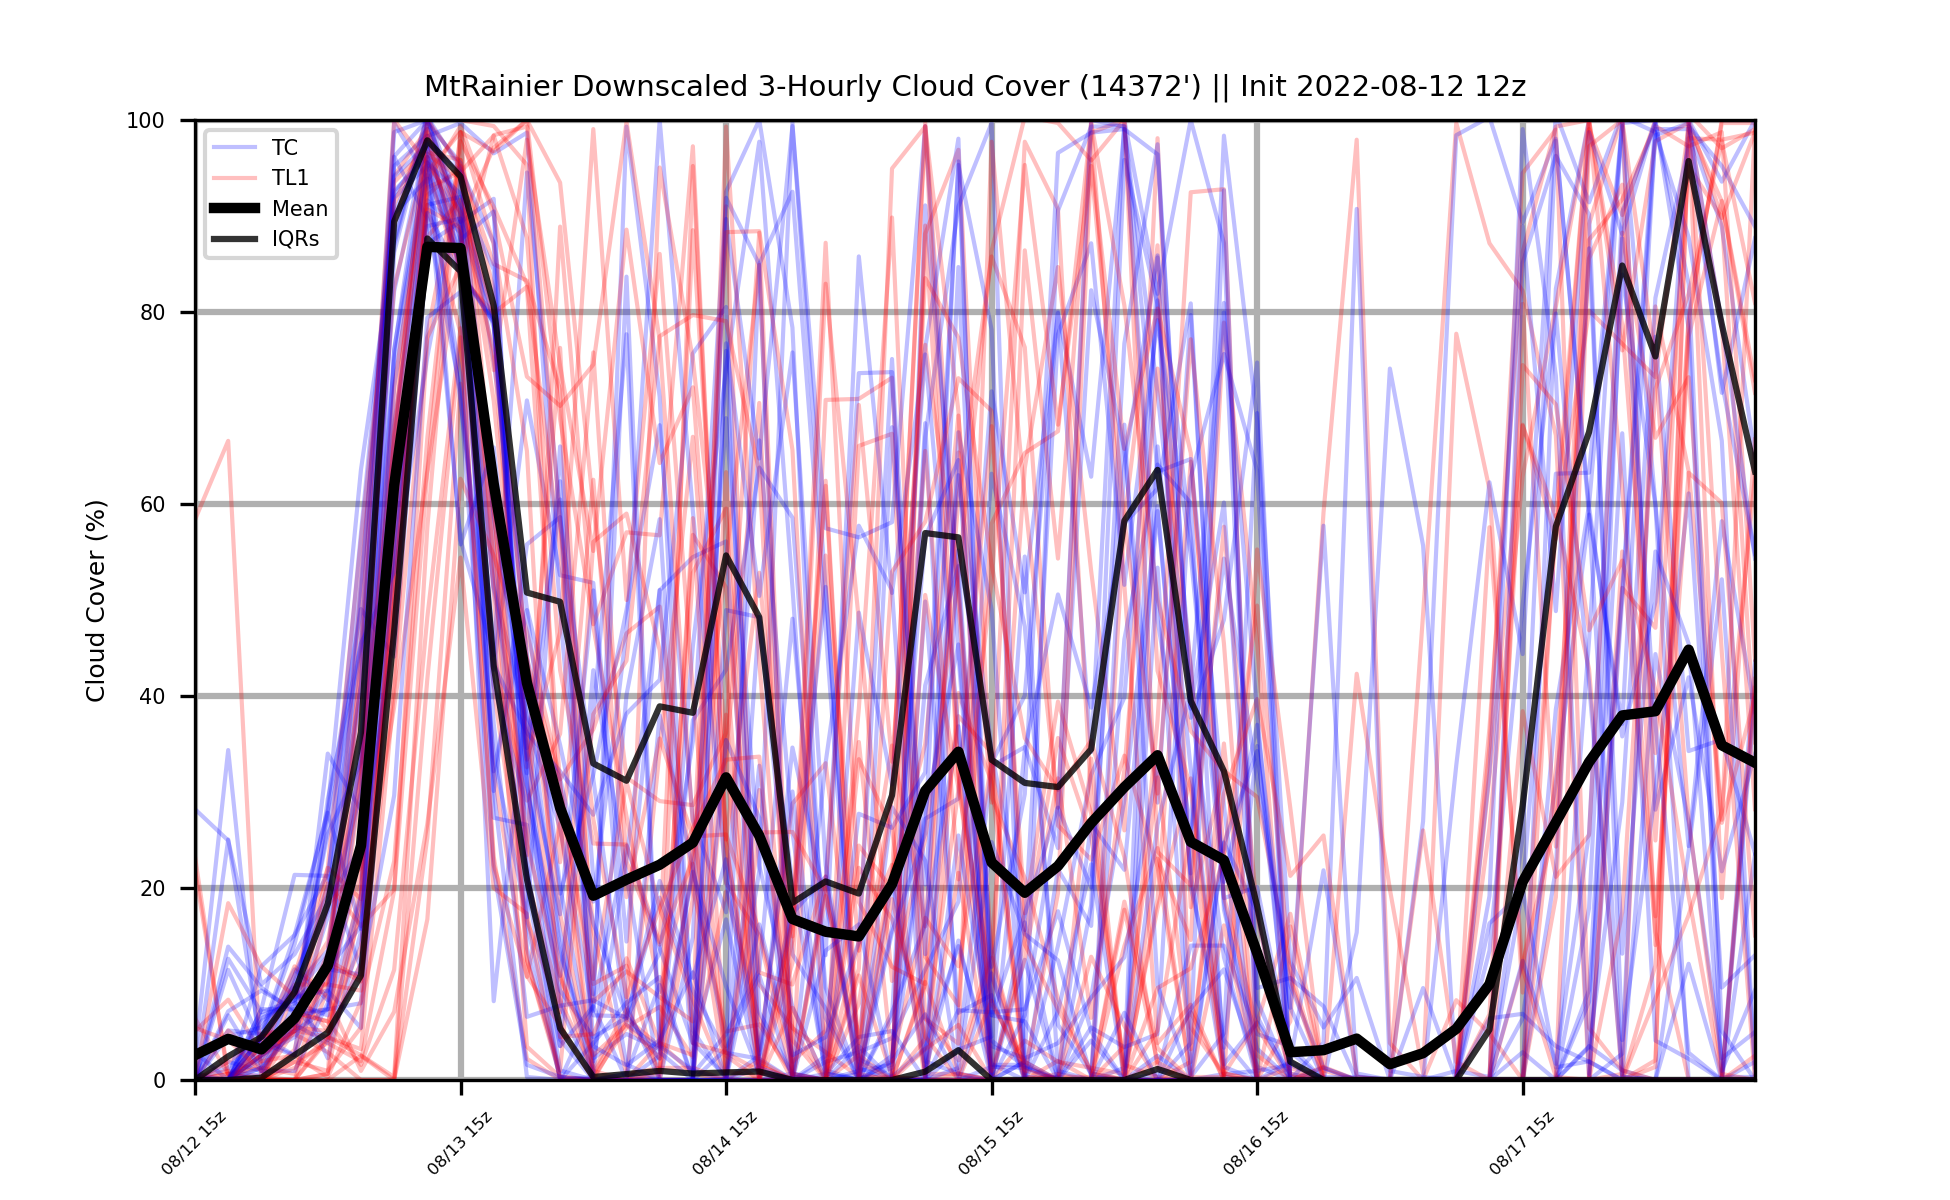 MtRainier Downscaled 3-Hourly Cloud Cover (14372') || Init 2022-08-12 12z
TC
TL1
Mean
IQRs
Cloud Cover (%)
100
80
60
40
20
0
08/12 15z
08/13 15z
08/14 15z
08/15 15z
08/16 15z
08/17 15z